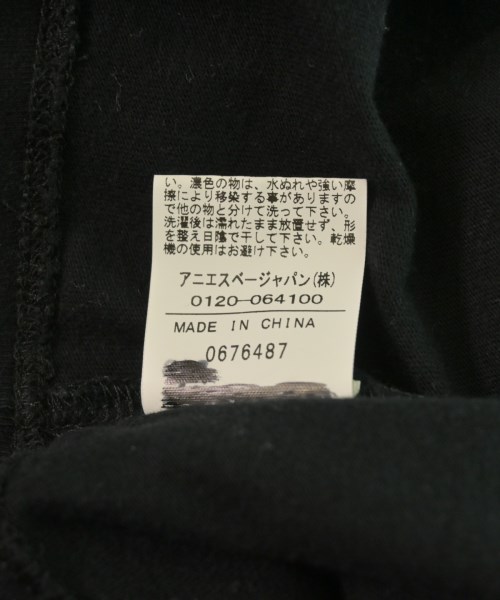 い。濃色の物は、水ぬれや強い摩
擦により移染する事がありますの
で他の物と分けて洗って下さい。
洗濯後は濡れたまま放置せず、形
を整え日陰で干して下さい。乾燥
機の使用はお避け下さい。
アニエスベージャパン(株)
0120-064100
MADE IN CHINA
0676487